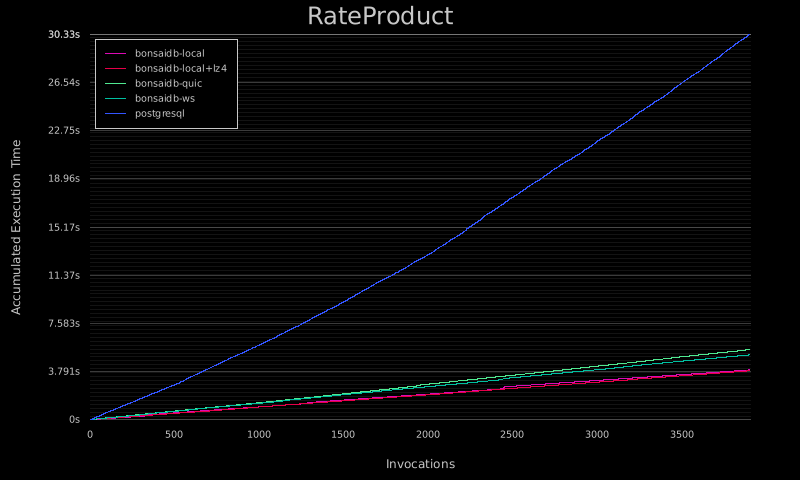 RateProduct
30.33s
26.54s
22.75s
18.96s
15.17s
11.37s
7.583s
3.791s
0s
bonsaidb-local
bonsaidb-local+lz4
bonsaidb-quic
bonsaidb-ws
postgresql
Accumulated Execution Time
0 500 1000 1500 2000 2500 3000 3500
Invocations